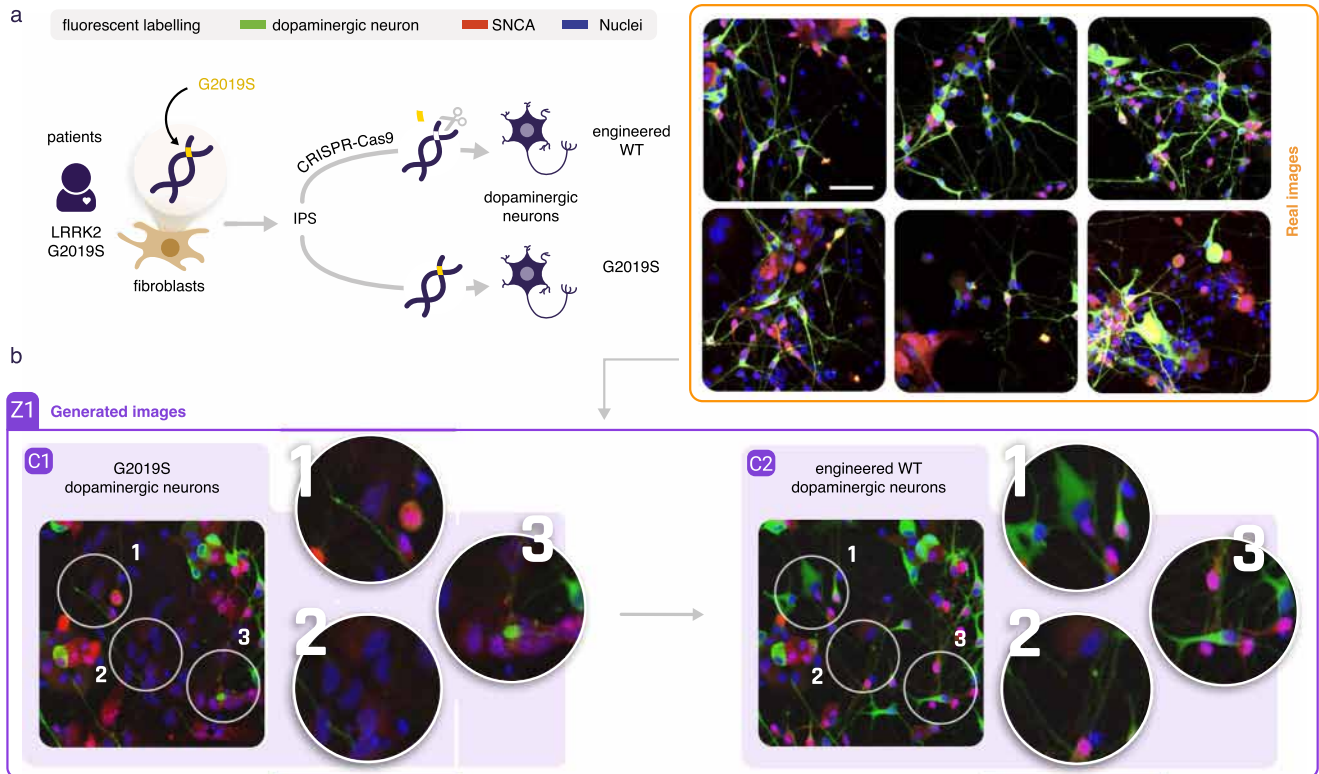 a
fluorescent labelling
dopaminergic neuron
SNCA
Nuclei
G2019S
patients
LRRK2
G2019S
fibroblasts
IPS
CRISPR-Cas9
engineered
WT
dopaminergic
neurons
G2019S
Real images
b
Z1
Generated images
C1
G2019S
dopaminergic neurons
1
2
3
1
2
3
C2
engineered WT
dopaminergic neurons
1
2
3
1
2
3